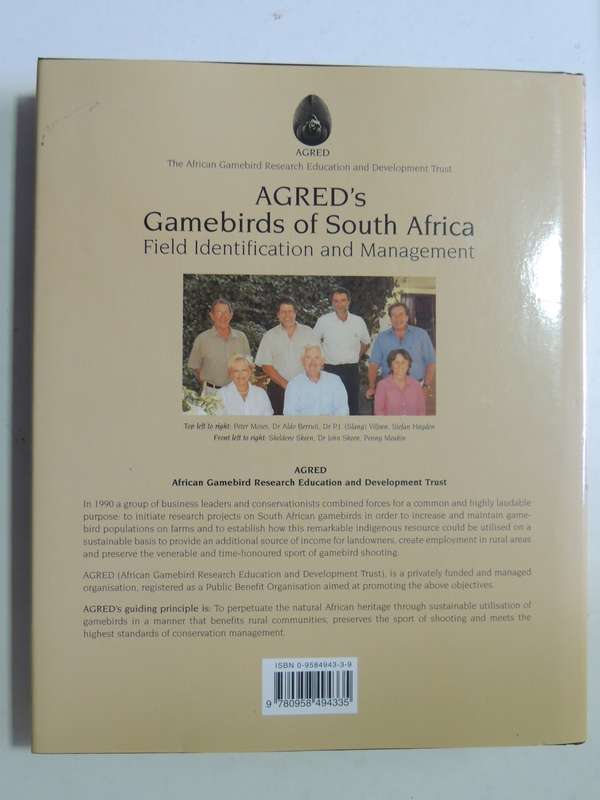 AGRED
The African Gamebird Research Education and Development Trust
AGRED's
Gamebirds of South Africa
Field Identification and Management
Top left to right: Peter Moses, Dr Aldo Berruti, Dr P.J. (Slang) Viljoen, Stefan Hayden
Front left to right: Sheldene Skeen, Dr John Skeen, Penny Meakin
AGRED
African Gamebird Research Education and Development Trust
In 1990 a group of business leaders and conservationists combined forces for a common and highly laudable
purpose: to initiate research projects on South African gamebirds in order to increase and maintain game-
bird populations on farms and to establish how this remarkable indigenous resource could be utilised on a
sustainable basis to provide an additional source of income for landowners, create employment in rural areas
and preserve the venerable and time-honoured sport of gamebird shooting.
AGRED (African Gamebird Research Education and Development Trust), is a privately funded and managed
organisation, registered as a Public Benefit Organisation aimed at promoting the above objectives.
AGRED's guiding principle is: To perpetuate the natural African heritage through sustainable utilisation of
gamebirds in a manner that benefits rural communities, preserves the sport of shooting and meets the
highest standards of conservation management.
ISBN 0-9584943-3-9
9 780958 494335